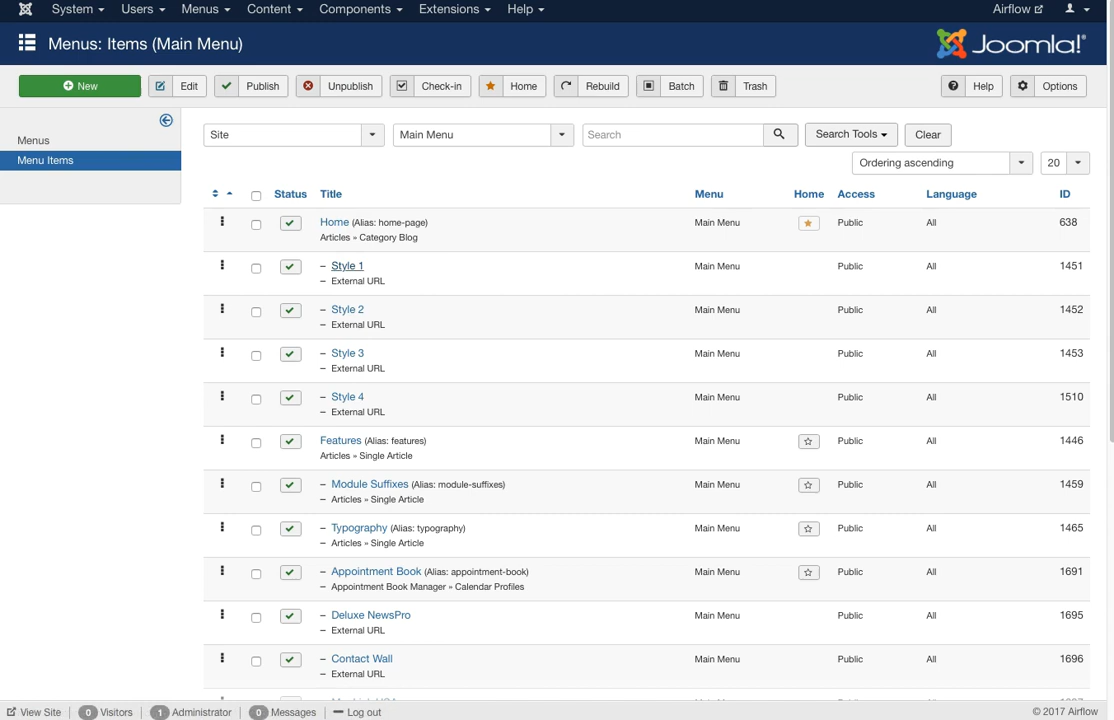 System Users Menus Content Components Extensions Help Airflow
Menus: Items (Main Menu) Joomla!®
New Edit Publish Unpublish Check-in Home Rebuild Batch Trash Help Options
Menus
Menu Items
Site Main Menu Search Search Tools Clear
Ordering ascending 20
Status Title Menu Home Access Language ID
Home (Alias: home-page) Main Menu Public All 638
Articles » Category Blog
– Style 1 Main Menu Public All 1451
– External URL
– Style 2 Main Menu Public All 1452
– External URL
– Style 3 Main Menu Public All 1453
– External URL
– Style 4 Main Menu Public All 1510
– External URL
Features (Alias: features) Main Menu Public All 1446
Articles » Single Article
– Module Suffixes (Alias: module-suffixes) Main Menu Public All 1459
– Articles » Single Article
– Typography (Alias: typography) Main Menu Public All 1465
– Articles » Single Article
– Appointment Book (Alias: appointment-book) Main Menu Public All 1691
– Appointment Book Manager » Calendar Profiles
– Deluxe NewsPro Main Menu Public All 1695
– External URL
– Contact Wall Main Menu Public All 1696
– External URL
View Site 0 Visitors 1 Administrator 0 Messages Log out © 2017 Airflow